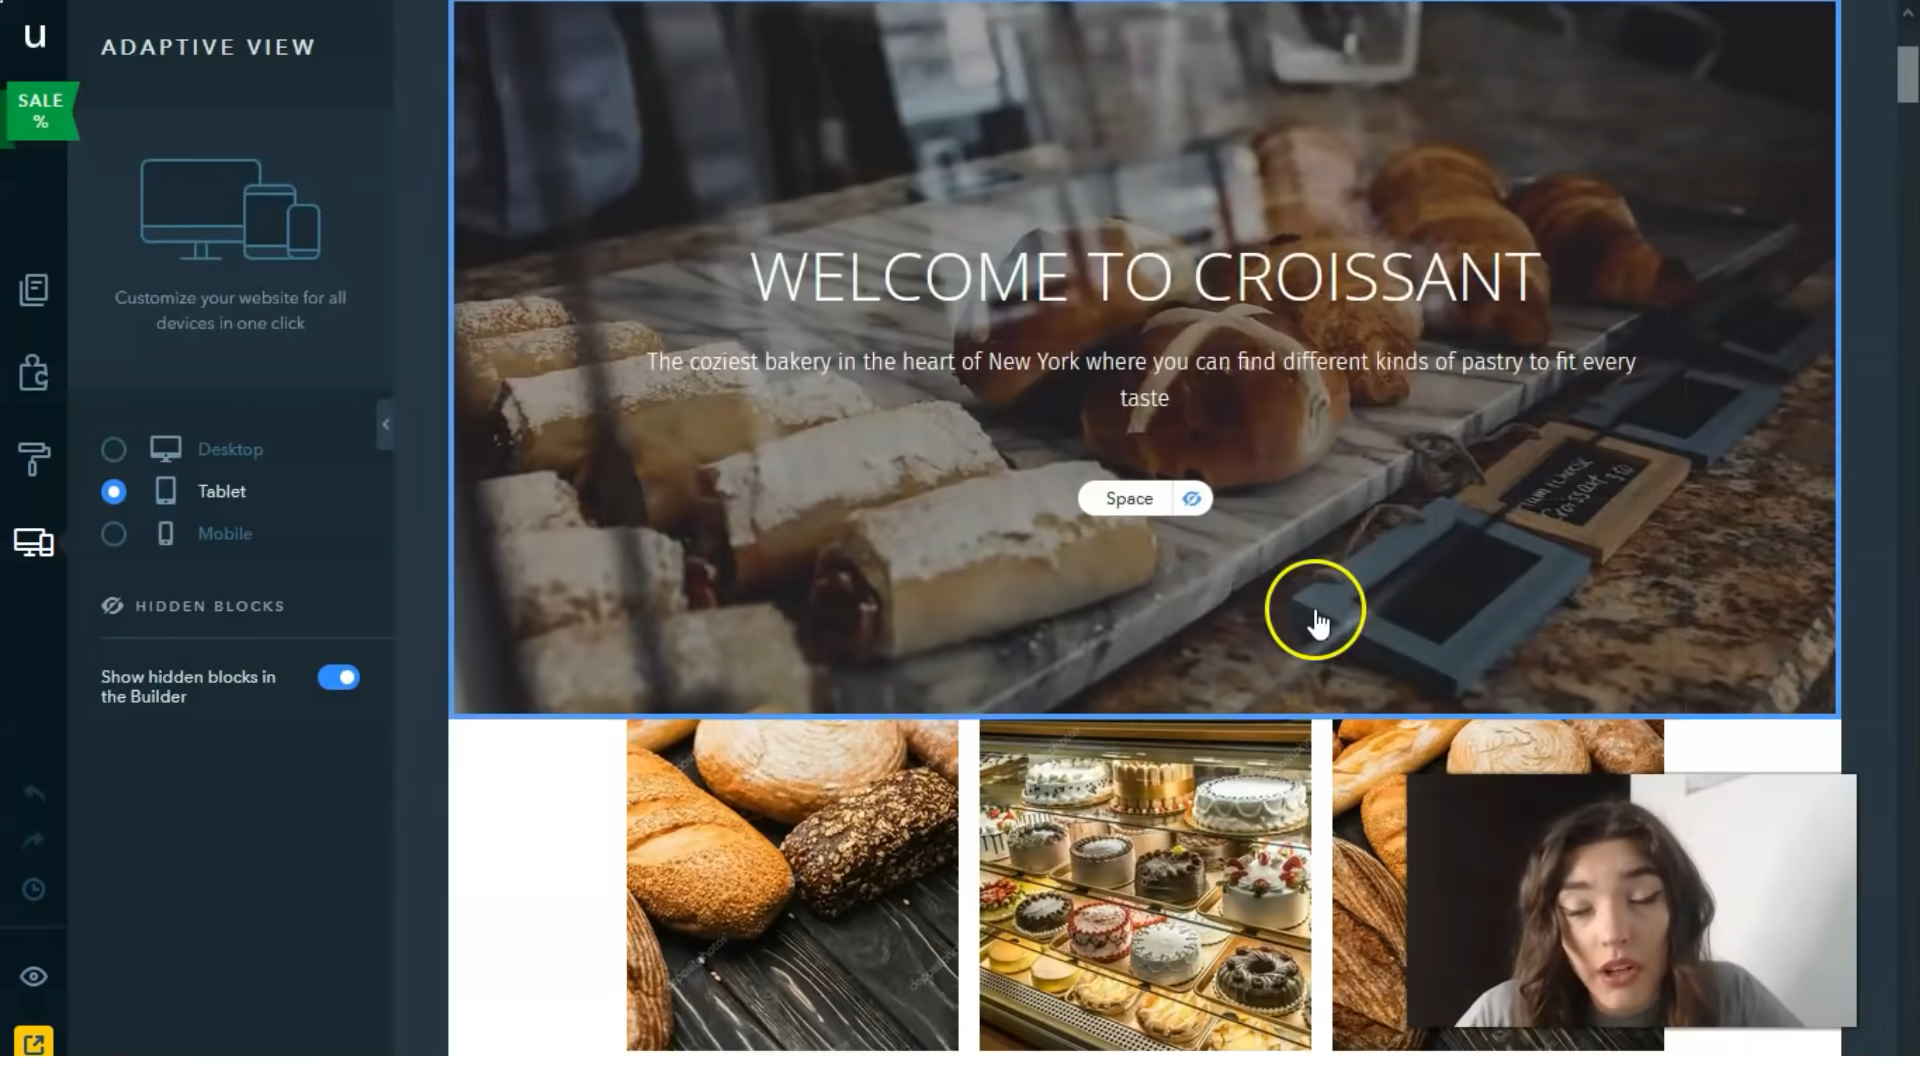 u
ADAPTIVE VIEW
SALE
%
Customize your website for all
devices in one click
Desktop
Tablet
Mobile
HIDDEN BLOCKS
Show hidden blocks in
the Builder
WELCOME TO CROISSANT
The coziest bakery in the heart of New York where you can find different kinds of pastry to fit every
taste
Space
Croissant